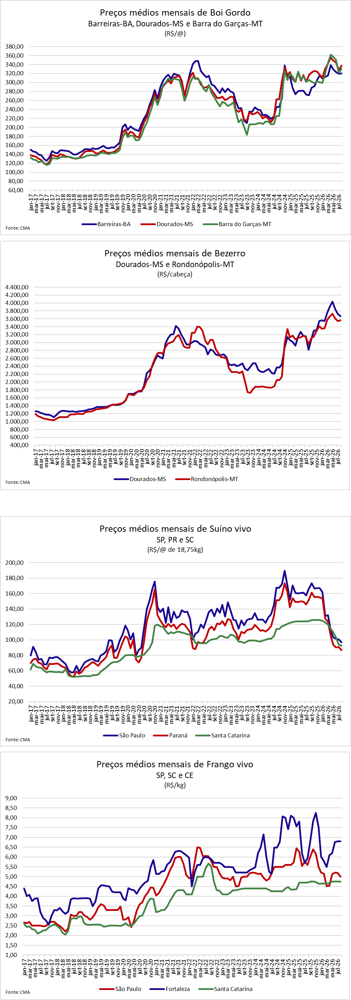 Preços médios mensais de Boi Gordo
Barreiras-BA, Dourados-MS e Barra do Garças-MT
(R$/@)
380,00
360,00
340,00
320,00
300,00
280,00
260,00
240,00
220,00
200,00
180,00
160,00
140,00
120,00
100,00
80,00
60,00
jan-17 mar-17 mai-17 jul-17 set-17 nov-17 jan-18 mar-18 mai-18 jul-18 set-18 nov-18 jan-19 mar-19 mai-19 jul-19 set-19 nov-19 jan-20 mar-20 mai-20 jul-20 set-20 nov-20 jan-21 mar-21 mai-21 jul-21 set-21 nov-21 jan-22 mar-22 mai-22 jul-22 set-22 nov-22 jan-23 mar-23 mai-23 jul-23 set-23 nov-23 jan-24 mar-24 mai-24 jul-24 set-24 nov-24 jan-25 mar-25 mai-25 jul-25 set-25 nov-25 jan-26 mar-26 mai-26 jul-26
Barreiras-BA Dourados-MS Barra do Garças-MT
Fonte: CMA
Preços médios mensais de Bezerro
Dourados-MS e Rondonópolis-MT
(R$/cabeça)
4.400,00
4.200,00
4.000,00
3.800,00
3.600,00
3.400,00
3.200,00
3.000,00
2.800,00
2.600,00
2.400,00
2.200,00
2.000,00
1.800,00
1.600,00
1.400,00
1.200,00
1.000,00
800,00
600,00
400,00
jan-17 mar-17 mai-17 jul-17 set-17 nov-17 jan-18 mar-18 mai-18 jul-18 set-18 nov-18 jan-19 mar-19 mai-19 jul-19 set-19 nov-19 jan-20 mar-20 mai-20 jul-20 set-20 nov-20 jan-21 mar-21 mai-21 jul-21 set-21 nov-21 jan-22 mar-22 mai-22 jul-22 set-22 nov-22 jan-23 mar-23 mai-23 jul-23 set-23 nov-23 jan-24 mar-24 mai-24 jul-24 set-24 nov-24 jan-25 mar-25 mai-25 jul-25 set-25 nov-25 jan-26 mar-26 mai-26 jul-26
Dourados-MS Rondonópolis-MT
Fonte: CMA
Preços médios mensais de Suíno vivo
SP, PR e SC
(R$/@ de 18,75kg)
200,00
180,00
160,00
140,00
120,00
100,00
80,00
60,00
40,00
20,00
jan-17 mar-17 mai-17 jul-17 set-17 nov-17 jan-18 mar-18 mai-18 jul-18 set-18 nov-18 jan-19 mar-19 mai-19 jul-19 set-19 nov-19 jan-20 mar-20 mai-20 jul-20 set-20 nov-20 jan-21 mar-21 mai-21 jul-21 set-21 nov-21 jan-22 mar-22 mai-22 jul-22 set-22 nov-22 jan-23 mar-23 mai-23 jul-23 set-23 nov-23 jan-24 mar-24 mai-24 jul-24 set-24 nov-24 jan-25 mar-25 mai-25 jul-25 set-25 nov-25 jan-26 mar-26 mai-26 jul-26
São Paulo Paraná Santa Catarina
Fonte: CMA
Preços médios mensais de Frango vivo
SP, SC e CE
(R$/kg)
9,00
8,50
8,00
7,50
7,00
6,50
6,00
5,50
5,00
4,50
4,00
3,50
3,00
2,50
2,00
1,50
1,00
jan-17 mar-17 mai-17 jul-17 set-17 nov-17 jan-18 mar-18 mai-18 jul-18 set-18 nov-18 jan-19 mar-19 mai-19 jul-19 set-19 nov-19 jan-20 mar-20 mai-20 jul-20 set-20 nov-20 jan-21 mar-21 mai-21 jul-21 set-21 nov-21 jan-22 mar-22 mai-22 jul-22 set-22 nov-22 jan-23 mar-23 mai-23 jul-23 set-23 nov-23 jan-24 mar-24 mai-24 jul-24 set-24 nov-24 jan-25 mar-25 mai-25 jul-25 set-25 nov-25 jan-26 mar-26 mai-26 jul-26
São Paulo Fortaleza Santa Catarina
Fonte: CMA